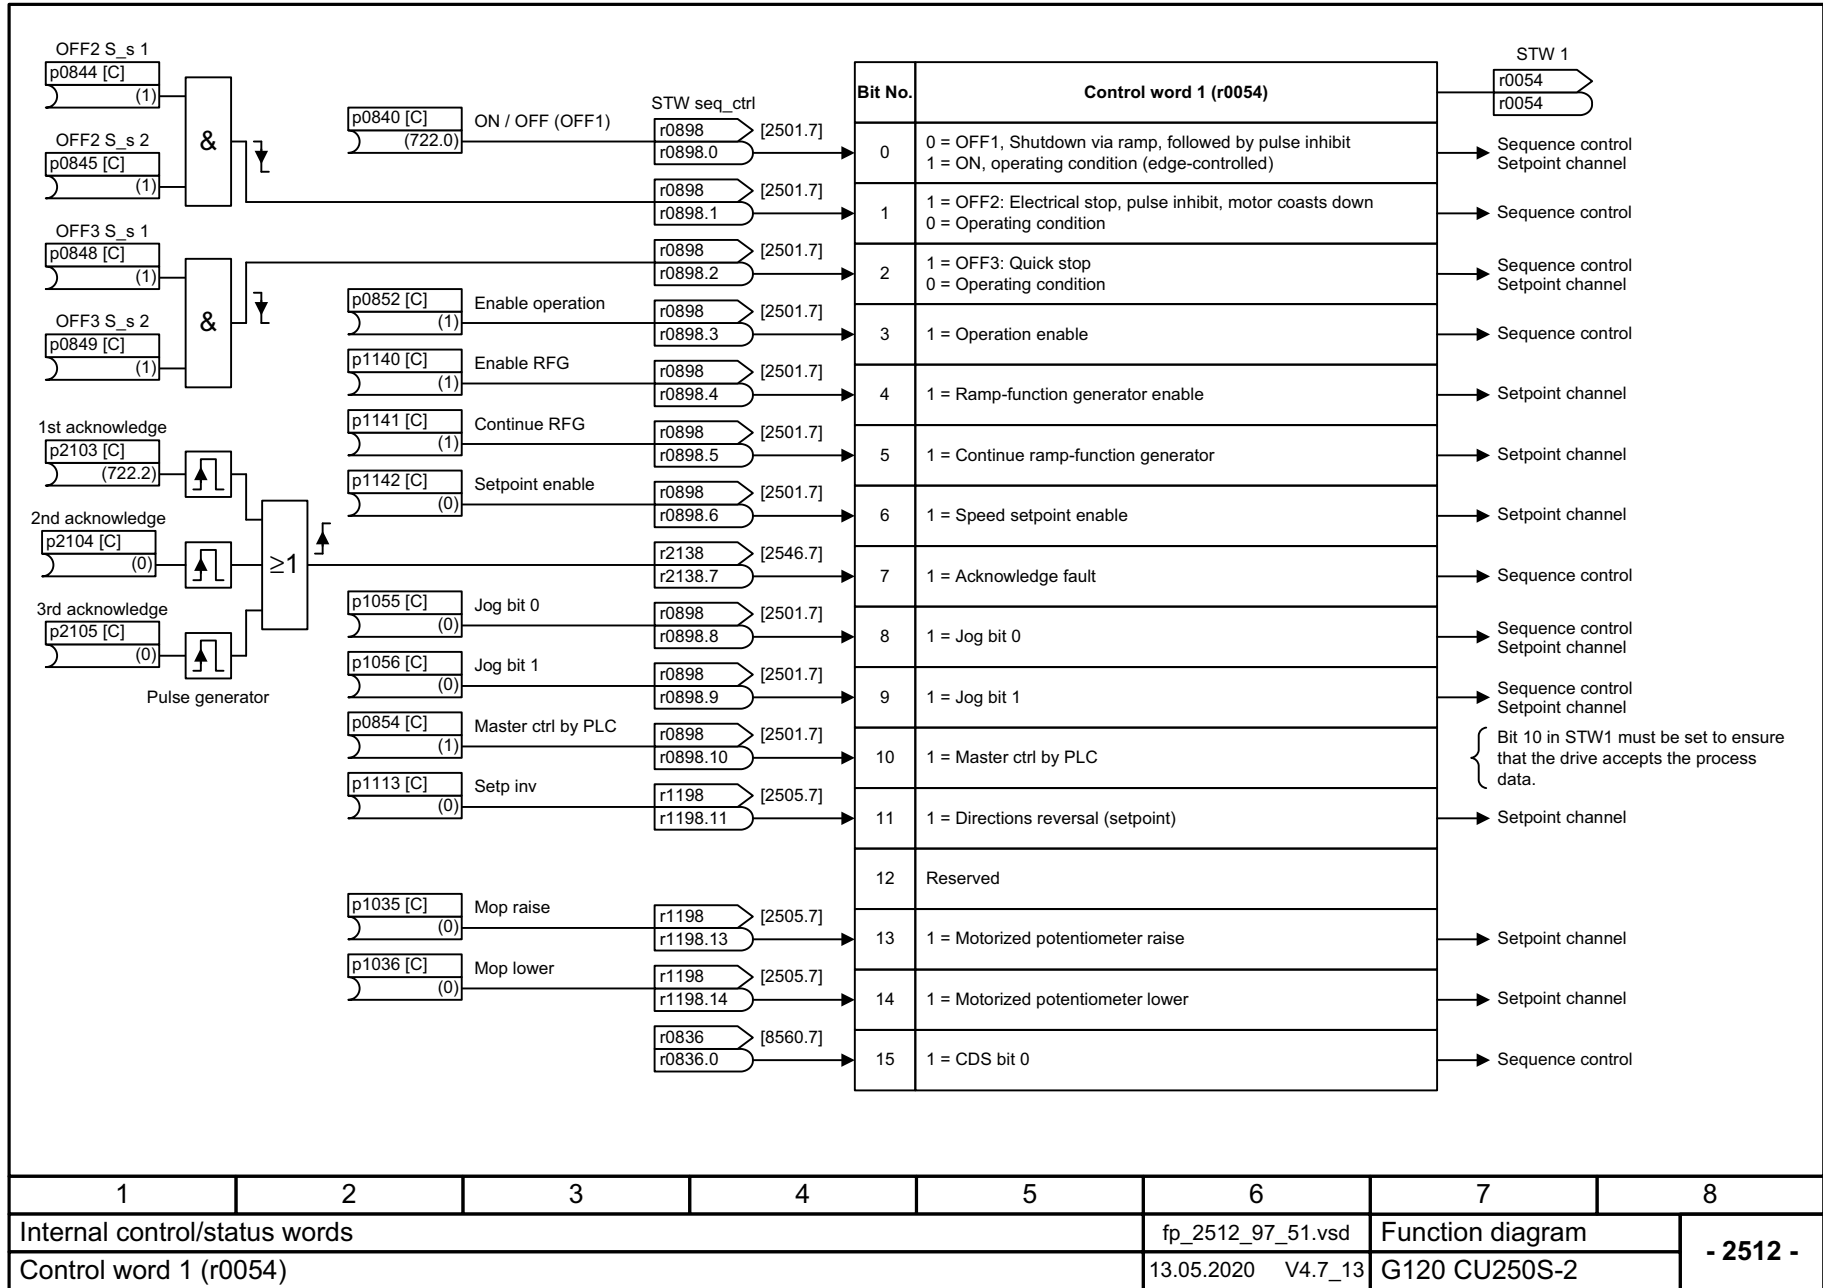 OFF2 S_s 1
p0844 [C]
(1)
OFF2 S_s 2
p0845 [C]
(1)
&
OFF3 S_s 1
p0848 [C]
(1)
OFF3 S_s 2
p0849 [C]
(1)
&
1st acknowledge
p2103 [C]
(722.2)
2nd acknowledge
p2104 [C]
(0)
3rd acknowledge
p2105 [C]
(0)
≥1
Pulse generator
p0840 [C]
(722.0)
ON / OFF (OFF1)
p0852 [C]
(1)
Enable operation
p1140 [C]
(1)
Enable RFG
p1141 [C]
(1)
Continue RFG
p1142 [C]
(0)
Setpoint enable
p1055 [C]
(0)
Jog bit 0
p1056 [C]
(0)
Jog bit 1
p0854 [C]
(1)
Master ctrl by PLC
p1113 [C]
(0)
Setp inv
p1035 [C]
(0)
Mop raise
p1036 [C]
(0)
Mop lower
STW seq_ctrl
r0898 [2501.7]
r0898.0
r0898 [2501.7]
r0898.1
r0898 [2501.7]
r0898.2
r0898 [2501.7]
r0898.3
r0898 [2501.7]
r0898.4
r0898 [2501.7]
r0898.5
r0898 [2501.7]
r0898.6
r2138 [2546.7]
r2138.7
r0898 [2501.7]
r0898.8
r0898 [2501.7]
r0898.9
r0898 [2501.7]
r0898.10
r1198 [2505.7]
r1198.11
r1198 [2505.7]
r1198.13
r1198 [2505.7]
r1198.14
r0836 [8560.7]
r0836.0
Bit No. Control word 1 (r0054)
0 0 = OFF1, Shutdown via ramp, followed by pulse inhibit
1 = ON, operating condition (edge-controlled)
1 1 = OFF2: Electrical stop, pulse inhibit, motor coasts down
0 = Operating condition
2 1 = OFF3: Quick stop
0 = Operating condition
3 1 = Operation enable
4 1 = Ramp-function generator enable
5 1 = Continue ramp-function generator
6 1 = Speed setpoint enable
7 1 = Acknowledge fault
8 1 = Jog bit 0
9 1 = Jog bit 1
10 1 = Master ctrl by PLC
11 1 = Directions reversal (setpoint)
12 Reserved
13 1 = Motorized potentiometer raise
14 1 = Motorized potentiometer lower
15 1 = CDS bit 0
STW 1
r0054
r0054
Sequence control
Setpoint channel
Sequence control
Sequence control
Setpoint channel
Sequence control
Setpoint channel
Setpoint channel
Setpoint channel
Sequence control
Sequence control
Setpoint channel
Sequence control
Setpoint channel
Bit 10 in STW1 must be set to ensure
that the drive accepts the process
data.
Setpoint channel
Setpoint channel
Setpoint channel
Sequence control
1 2 3 4 5 6 7 8
Internal control/status words
fp_2512_97_51.vsd
Function diagram
- 2512 -
Control word 1 (r0054)
13.05.2020 V4.7_13
G120 CU250S-2